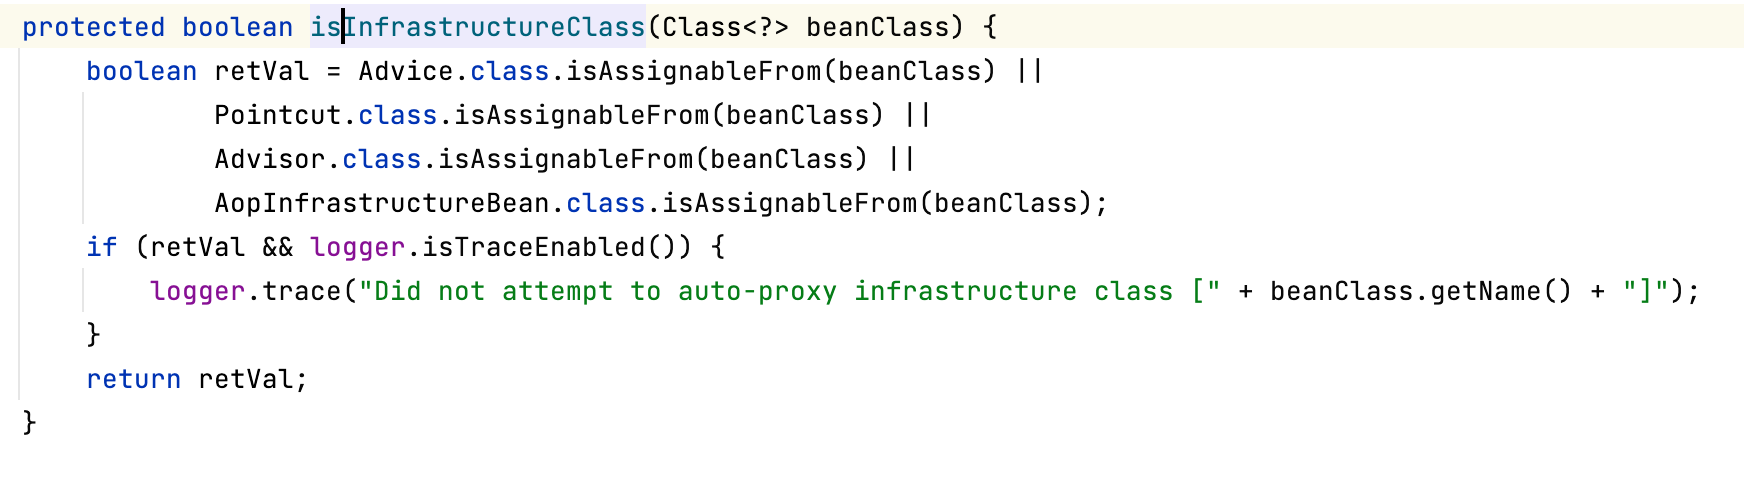 protected boolean isInfrastructureClass(Class<?> beanClass) {
    boolean retVal = Advice.class.isAssignableFrom(beanClass) ||
            Pointcut.class.isAssignableFrom(beanClass) ||
            Advisor.class.isAssignableFrom(beanClass) ||
            AopInfrastructureBean.class.isAssignableFrom(beanClass);
    if (retVal && logger.isTraceEnabled()) {
        logger.trace("Did not attempt to auto-proxy infrastructure class [" + beanClass.getName() + "]");
    }
    return retVal;
}